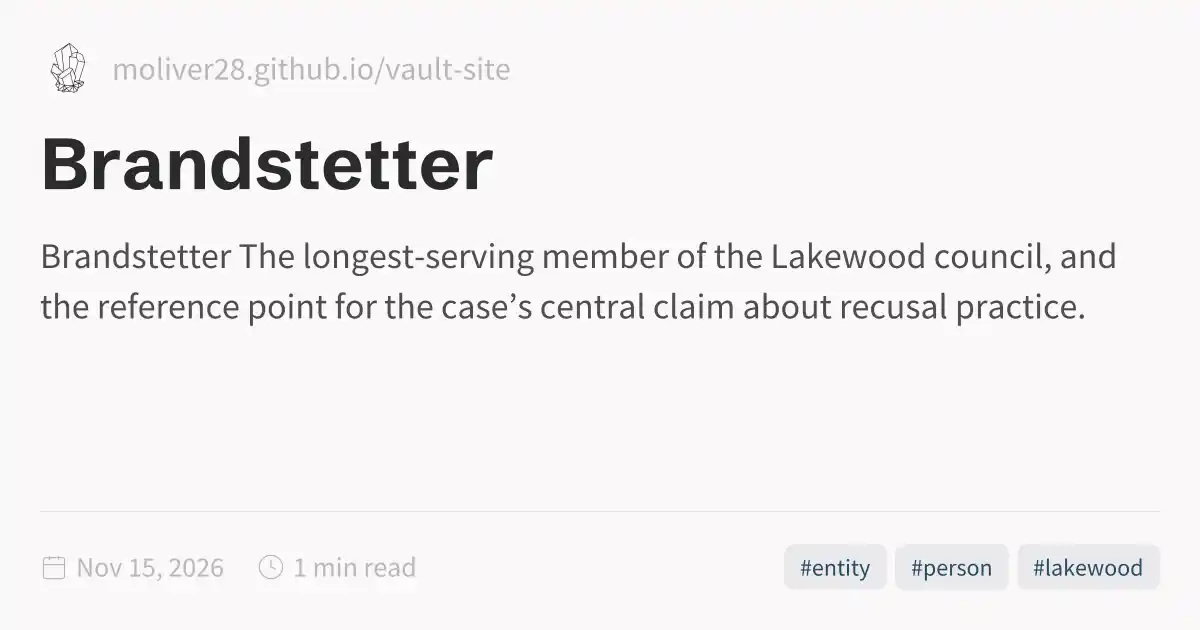 moliver28.github.io/vault-site
Brandstetter
Brandstetter The longest-serving member of the Lakewood council, and
the reference point for the case’s central claim about recusal practice.
Nov 15, 2026 1 min read #entity #person #lakewood